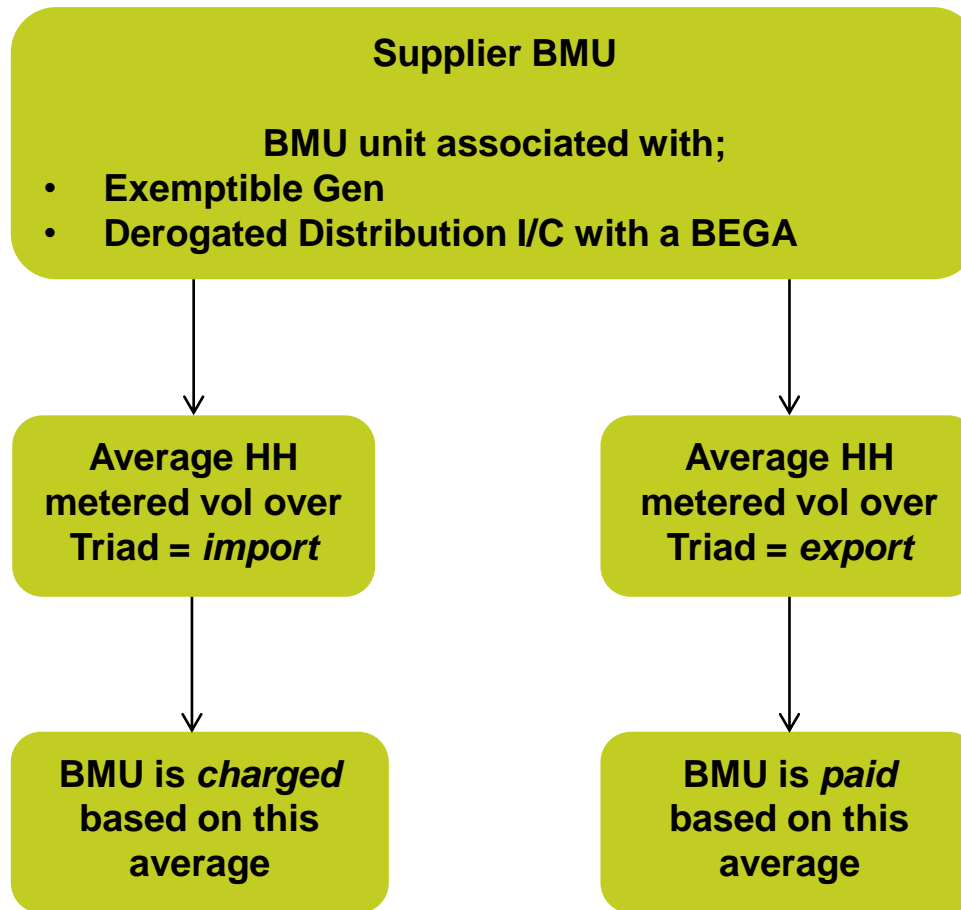 Supplier BMU
BMU unit associated with;
• Exemptible Gen
• Derogated Distribution I/C with a BEGA
Average HH
metered vol over
Triad = import
Average HH
metered vol over
Triad = export
BMU is charged
based on this
average
BMU is paid
based on this
average